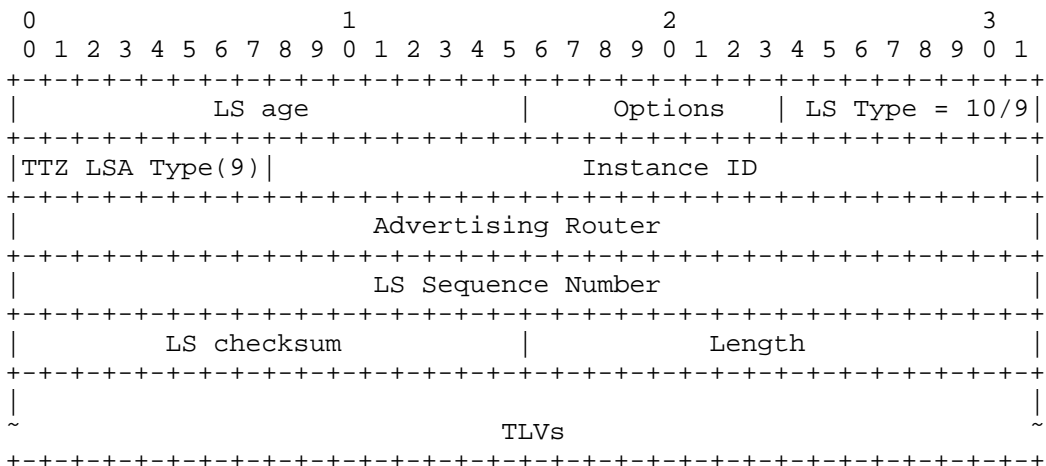 0                   1                   2                   3
 0 1 2 3 4 5 6 7 8 9 0 1 2 3 4 5 6 7 8 9 0 1 2 3 4 5 6 7 8 9 0 1
+-+-+-+-+-+-+-+-+-+-+-+-+-+-+-+-+-+-+-+-+-+-+-+-+-+-+-+-+-+-+-+-+
|            LS age             |     Options   | LS Type = 10/9|
+-+-+-+-+-+-+-+-+-+-+-+-+-+-+-+-+-+-+-+-+-+-+-+-+-+-+-+-+-+-+-+-+
|TTZ LSA Type(9)|                   Instance ID                 |
+-+-+-+-+-+-+-+-+-+-+-+-+-+-+-+-+-+-+-+-+-+-+-+-+-+-+-+-+-+-+-+-+
|                      Advertising Router                       |
+-+-+-+-+-+-+-+-+-+-+-+-+-+-+-+-+-+-+-+-+-+-+-+-+-+-+-+-+-+-+-+-+
|                      LS Sequence Number                       |
+-+-+-+-+-+-+-+-+-+-+-+-+-+-+-+-+-+-+-+-+-+-+-+-+-+-+-+-+-+-+-+-+
|         LS checksum           |           Length              |
+-+-+-+-+-+-+-+-+-+-+-+-+-+-+-+-+-+-+-+-+-+-+-+-+-+-+-+-+-+-+-+-+
|                                                               |
~                              TLVs                             ~
+-+-+-+-+-+-+-+-+-+-+-+-+-+-+-+-+-+-+-+-+-+-+-+-+-+-+-+-+-+-+-+-+